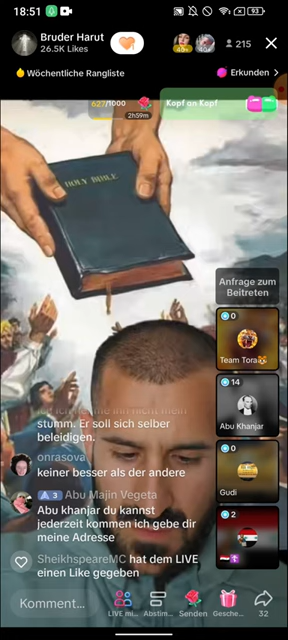 18:51
93
Bruder Harut
26.5K Likes
40+
40+
215
Wöchentliche Rangliste
Erkunden >
627/1000
2h59m
Kopf an Kopf
HOLY BIBLE
Anfrage zum
Beitreten
0
Team Tora
14
Abu Khanjar
0
Gudi
2
stumm. Er soll sich selber
beleidigen.
onrasova
keiner besser als der andere
3 Abu Majin Vegeta
Abu khanjar du kannst
jederzeit kommen ich gebe dir
meine Adresse
SheikhspeareMC hat dem LIVE
einen Like gegeben
Komment...
LIVE mi...
Abstim...
Senden
Gesche...
32